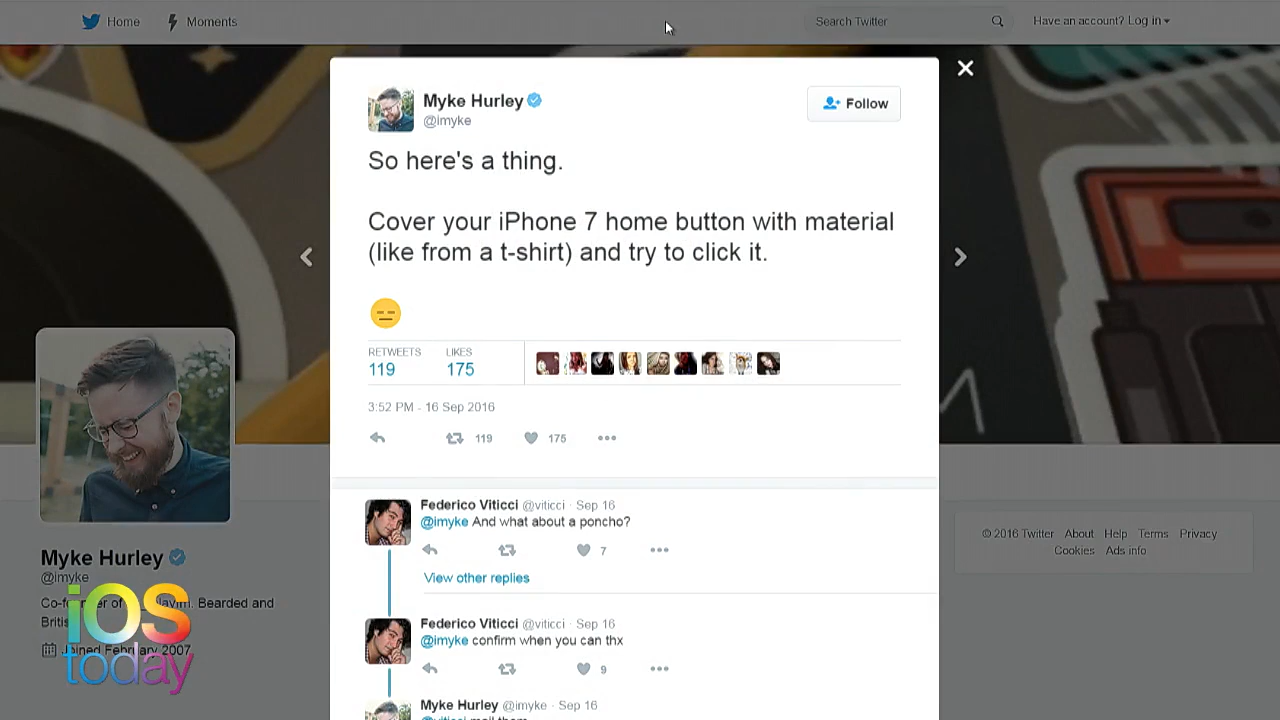 Home Moments Search Twitter Have an account? Log in
Myke Hurley
@imyke
Follow
So here's a thing.
Cover your iPhone 7 home button with material
(like from a t-shirt) and try to click it.
RETWEETS LIKES
119 175
3:52 PM - 16 Sep 2016
119 175
Federico Viticci @viticci · Sep 16
@imyke And what about a poncho?
7
View other replies
Federico Viticci @viticci · Sep 16
@imyke confirm when you can thx
9
Myke Hurley @imyke · Sep 16
@viticci mail them
Myke Hurley
@imyke
Bearded and
Joined February 2007
iOS
today
© 2016 Twitter About Help Terms Privacy
Cookies Ads info